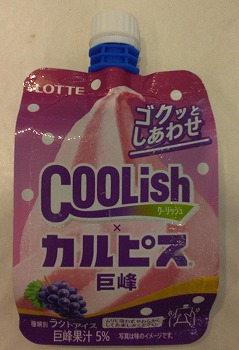 LOTTE
ゴクッと
しあわせ
COOLish
クーリッシュ
×
カルピス®
巨峰
種類別 ラクトアイス
巨峰果汁 5%
写真は味のイメージです。